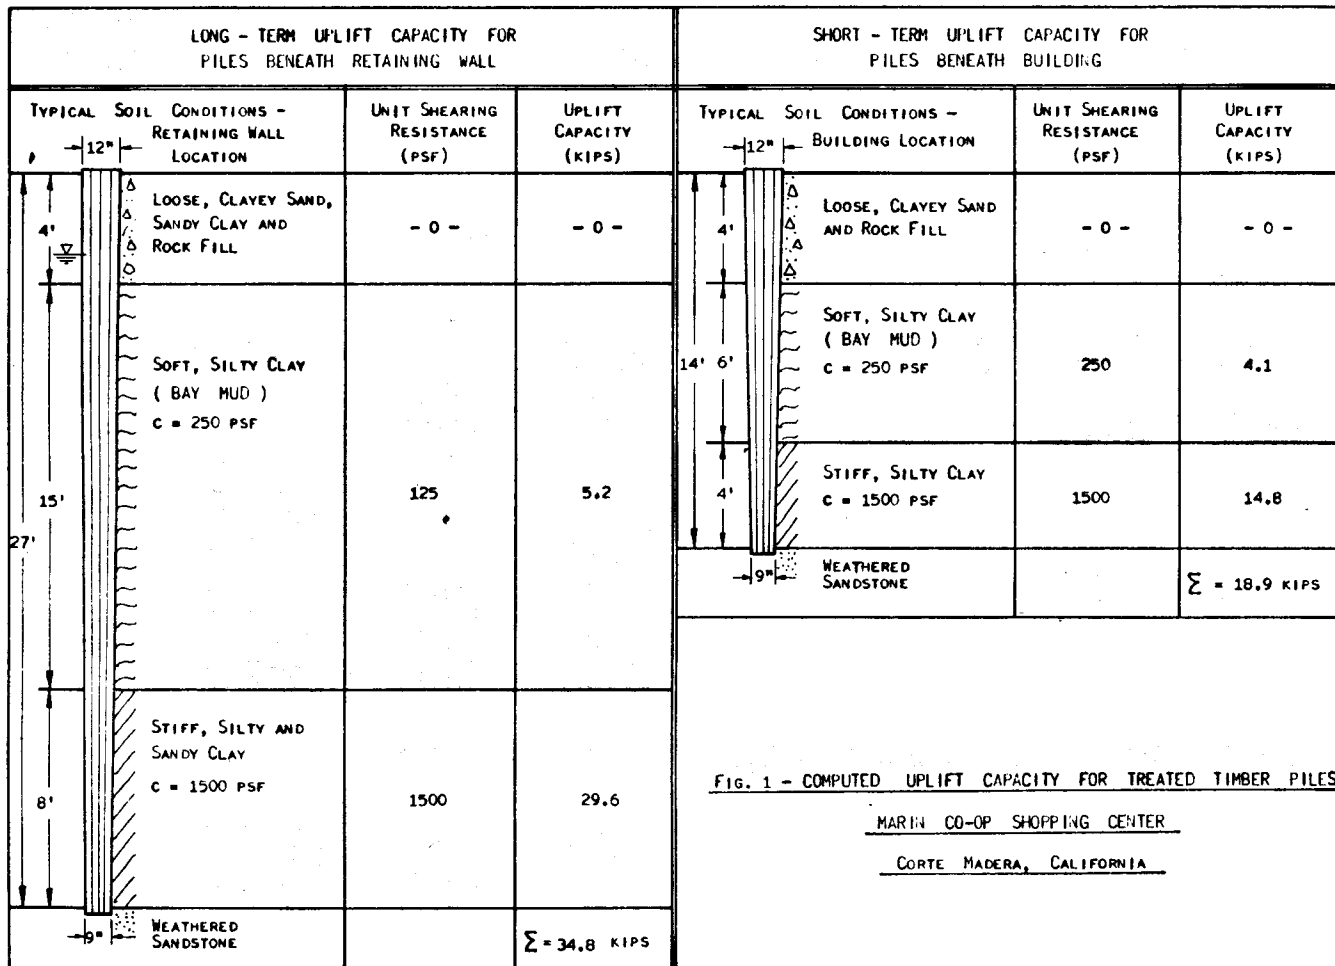 LONG - TERM UPLIFT CAPACITY FOR
PILES BENEATH RETAINING WALL
TYPICAL SOIL CONDITIONS -
RETAINING WALL
LOCATION
12"
UNIT SHEARING
RESISTANCE
(PSF)
UPLIFT
CAPACITY
(KIPS)
4'
LOOSE, CLAYEY SAND,
SANDY CLAY AND
ROCK FILL
- 0 -
- 0 -
27'
15'
SOFT, SILTY CLAY
( BAY MUD )
C = 250 PSF
125
5.2
8'
STIFF, SILTY AND
SANDY CLAY
C = 1500 PSF
1500
29.6
9"
WEATHERED
SANDSTONE
Σ = 34.8 KIPS
SHORT - TERM UPLIFT CAPACITY FOR
PILES BENEATH BUILDING
TYPICAL SOIL CONDITIONS -
BUILDING LOCATION
12"
UNIT SHEARING
RESISTANCE
(PSF)
UPLIFT
CAPACITY
(KIPS)
4'
LOOSE, CLAYEY SAND
AND ROCK FILL
- 0 -
- 0 -
14'
6'
SOFT, SILTY CLAY
( BAY MUD )
C = 250 PSF
250
4.1
4'
STIFF, SILTY CLAY
C = 1500 PSF
1500
14.8
9"
WEATHERED
SANDSTONE
Σ = 18.9 KIPS
FIG. 1 - COMPUTED UPLIFT CAPACITY FOR TREATED TIMBER PILES
MARIN CO-OP SHOPPING CENTER
CORTE MADERA, CALIFORNIA